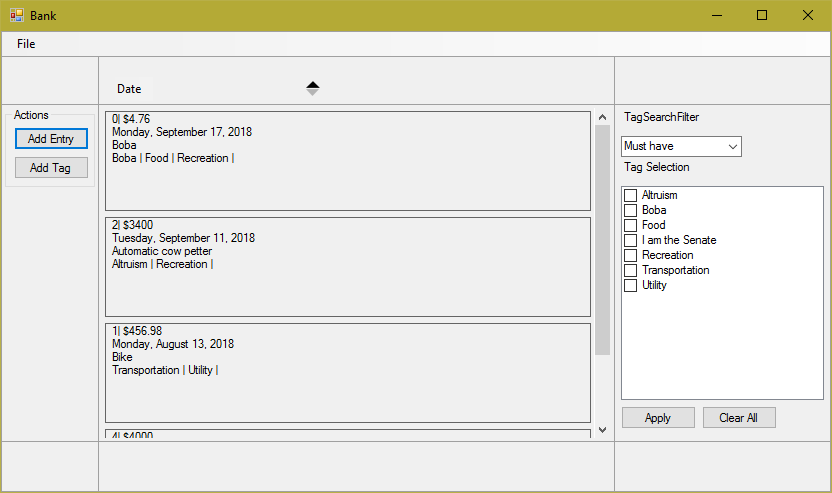 Bank
File
Date
Actions
Add Entry
Add Tag
0| $4.76
Monday, September 17, 2018
Boba
Boba | Food | Recreation |
2| $3400
Tuesday, September 11, 2018
Automatic cow petter
Altruism | Recreation |
1| $456.98
Monday, August 13, 2018
Bike
Transportation | Utility |
4| $4000
TagSearchFilter
Must have
Tag Selection
Altruism
Boba
Food
I am the Senate
Recreation
Transportation
Utility
Apply
Clear All